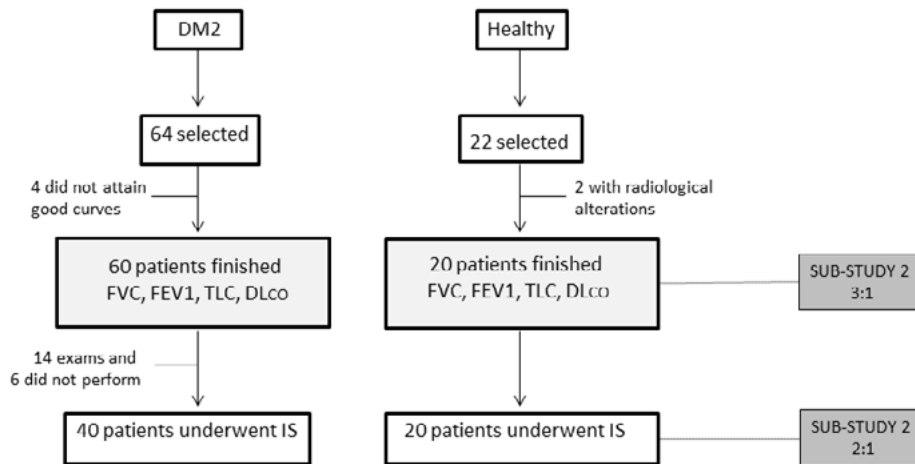 DM2
Healthy
64 selected
22 selected
4 did not attain
good curves
2 with radiological
alterations
60 patients finished
FVC, FEV1, TLC, DLco
20 patients finished
FVC, FEV1, TLC, DLco
SUB-STUDY 2
3:1
14 exams and
6 did not perform
40 patients underwent IS
20 patients underwent IS
SUB-STUDY 2
2:1